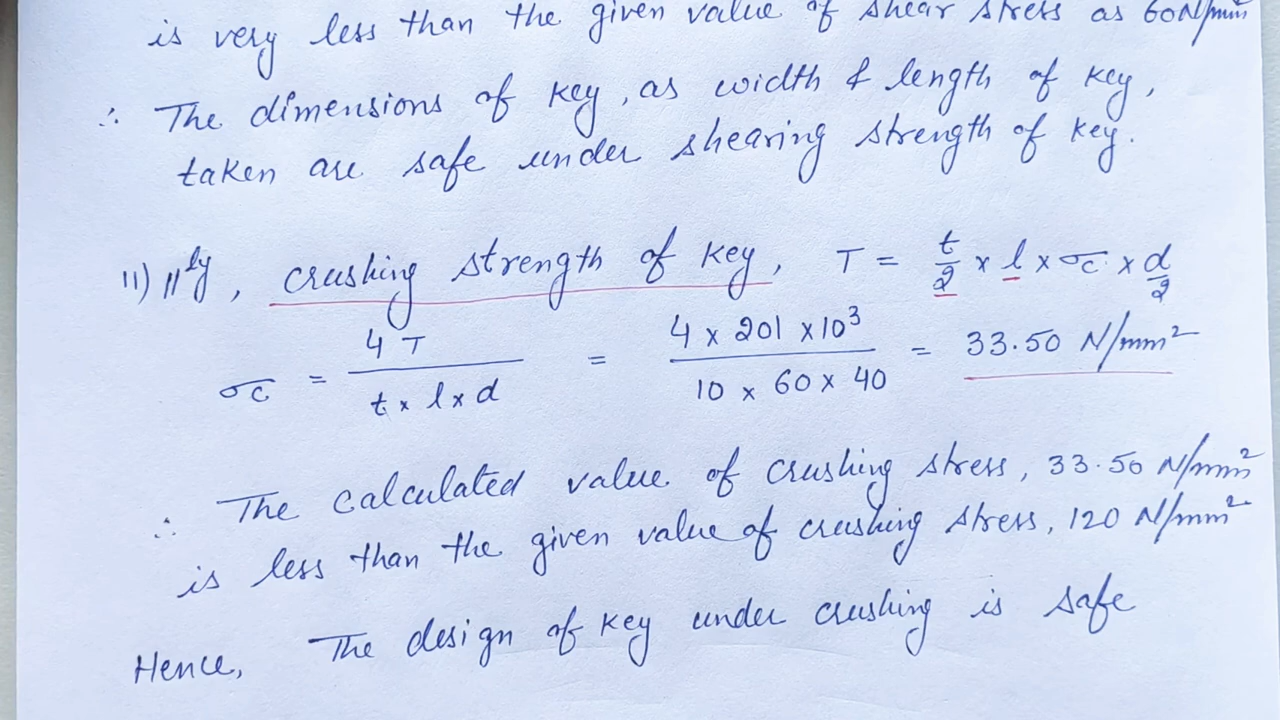 is very less than the given value of shear stress as 60N/mm²
∴ The dimensions of key, as width & length of key,
taken are safe under shearing strength of key.
11) 11ly, crushing strength of key, T = t/2 x l x σc x d/2
σc = 4T / t x l x d = 4 x 201 x 10³ / 10 x 60 x 40 = 33.50 N/mm²
∴ The calculated value of crushing stress, 33.50 N/mm²
is less than the given value of crushing stress, 120 N/mm²
Hence, The design of key under crushing is safe